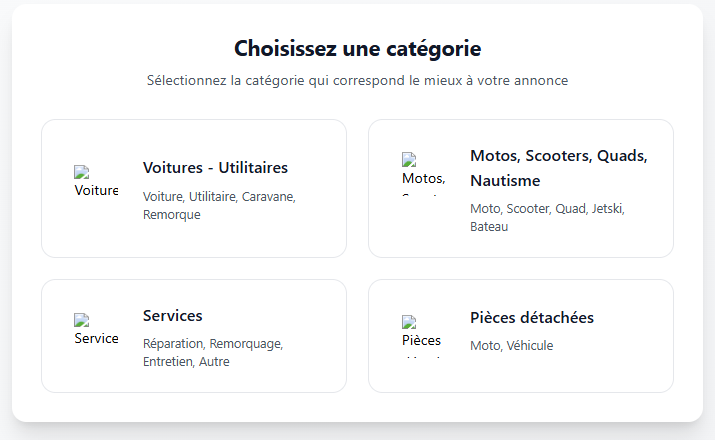 Choisissez une catégorie
Sélectionnez la catégorie qui correspond le mieux à votre annonce
Voiture
Voitures - Utilitaires
Voiture, Utilitaire, Caravane,
Remorque
Motos,
Motos, Scooters, Quads,
Nautisme
Moto, Scooter, Quad, Jetski,
Bateau
Service
Services
Réparation, Remorquage,
Entretien, Autre
Pièces
Pièces détachées
Moto, Véhicule